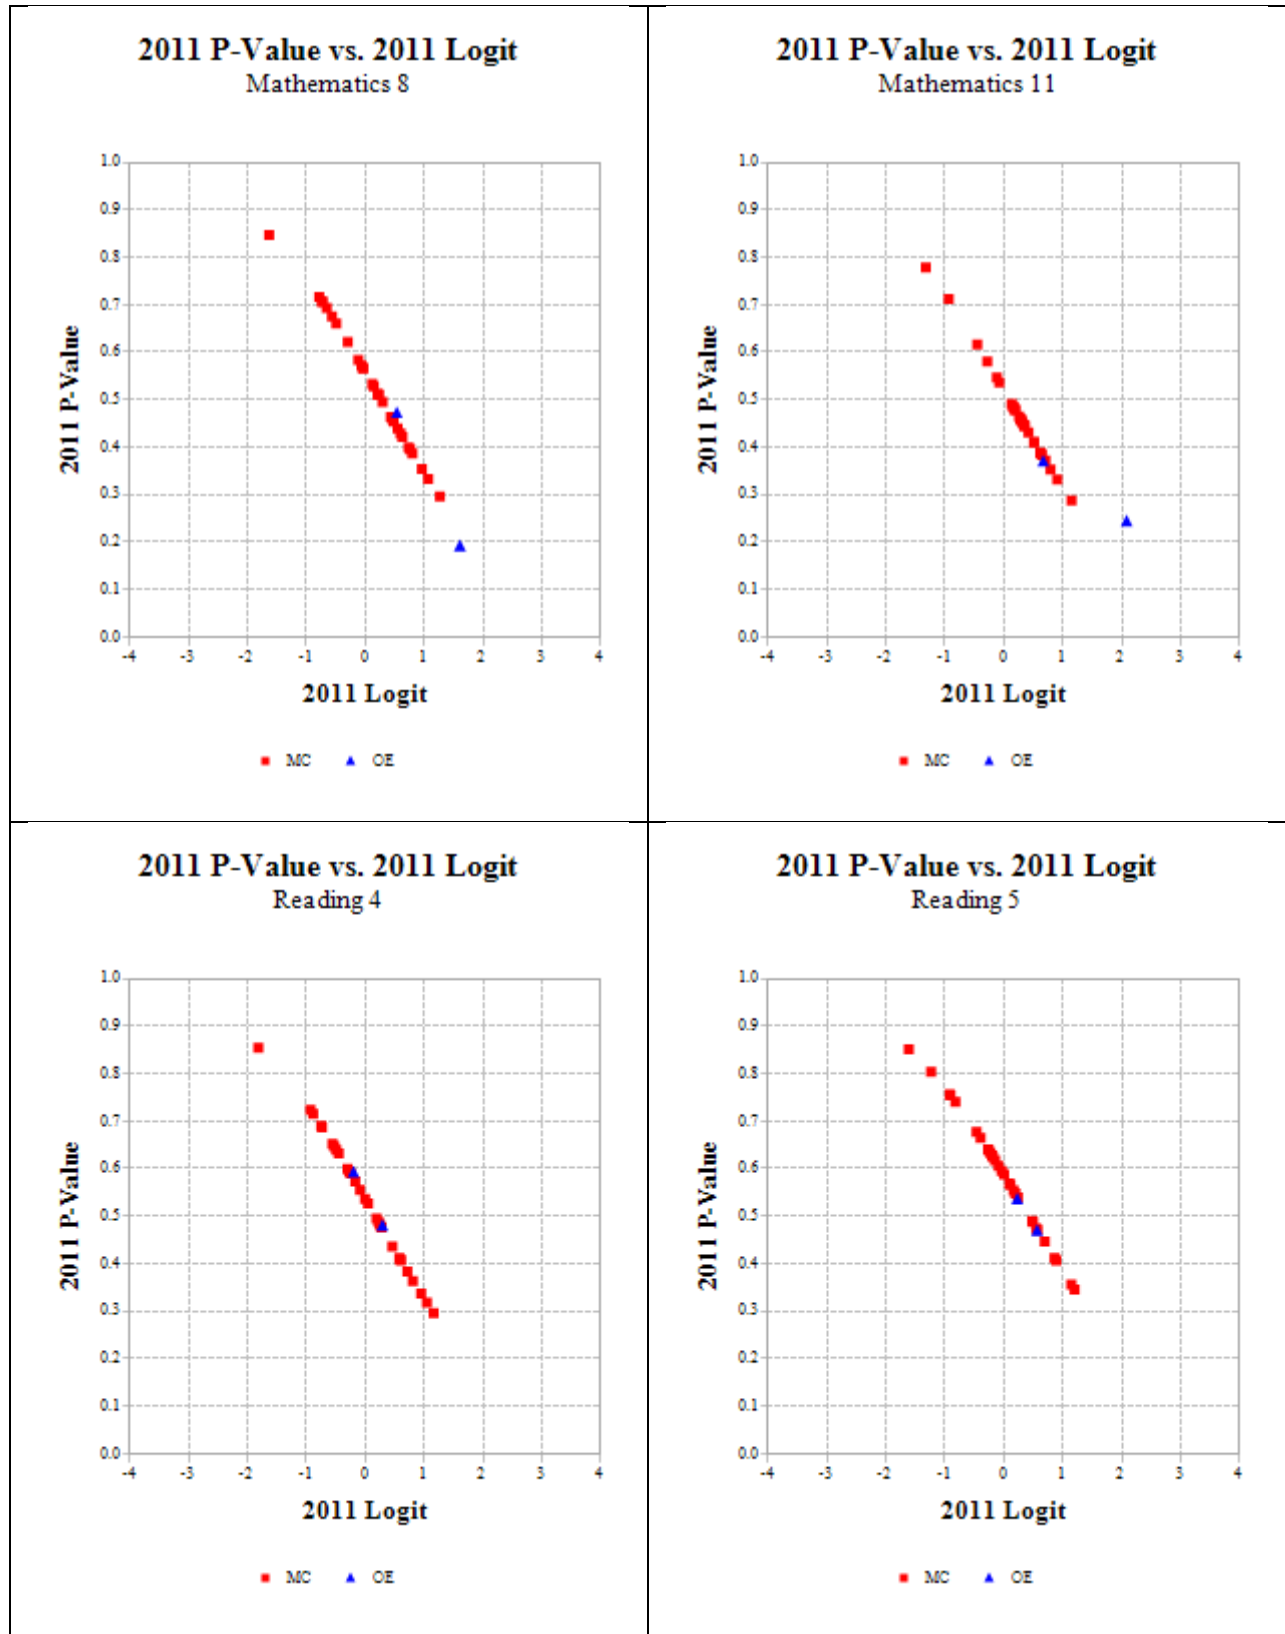 2011 P-Value vs. 2011 Logit
Mathematics 8
1.0
0.9
0.8
0.7
0.6
0.5
0.4
0.3
0.2
0.1
0.0
2011 P-Value
-4 -3 -2 -1 0 1 2 3 4
2011 Logit
MC OE
2011 P-Value vs. 2011 Logit
Mathematics 11
1.0
0.9
0.8
0.7
0.6
0.5
0.4
0.3
0.2
0.1
0.0
2011 P-Value
-4 -3 -2 -1 0 1 2 3 4
2011 Logit
MC OE
2011 P-Value vs. 2011 Logit
Reading 4
1.0
0.9
0.8
0.7
0.6
0.5
0.4
0.3
0.2
0.1
0.0
2011 P-Value
-4 -3 -2 -1 0 1 2 3 4
2011 Logit
MC OE
2011 P-Value vs. 2011 Logit
Reading 5
1.0
0.9
0.8
0.7
0.6
0.5
0.4
0.3
0.2
0.1
0.0
2011 P-Value
-4 -3 -2 -1 0 1 2 3 4
2011 Logit
MC OE